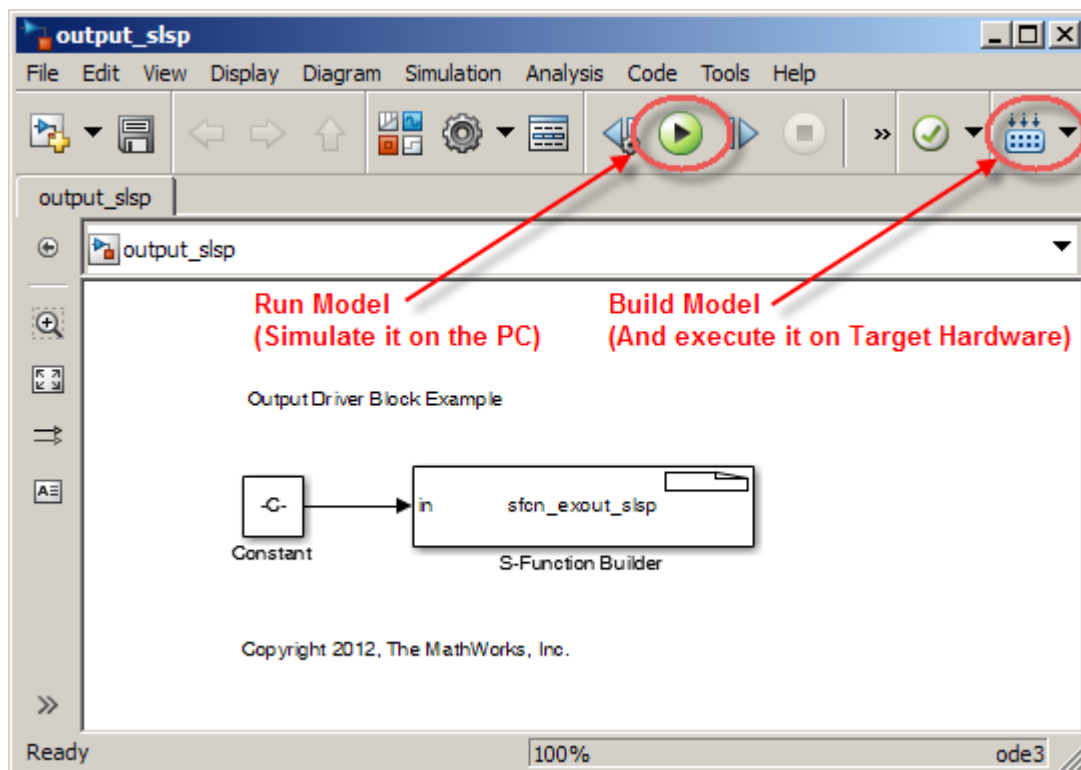 output_slsp
File Edit View Display Diagram Simulation Analysis Code Tools Help
»
output_slsp
output_slsp
Run Model
(Simulate it on the PC)
Build Model
(And execute it on Target Hardware)
Output Driver Block Example
-C-
Constant
in
sfcn_exout_slsp
S-Function Builder
Copyright 2012, The MathWorks, Inc.
»
Ready
100%
ode3